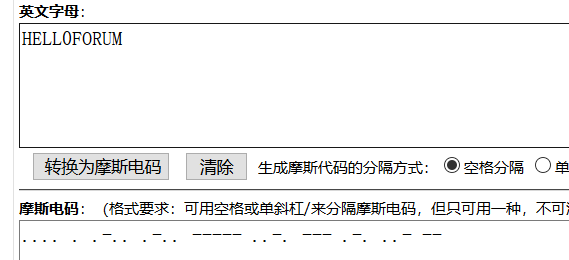 英文字母：
HELL0FORUM
转换为摩斯电码 清除 生成摩斯代码的分隔方式： 空格分隔 单
摩斯电码： （格式要求：可用空格或单斜杠/来分隔摩斯电码，但只可用一种，不可
.... . .-.. .-.. ----- ..-. --- .-. ..- --